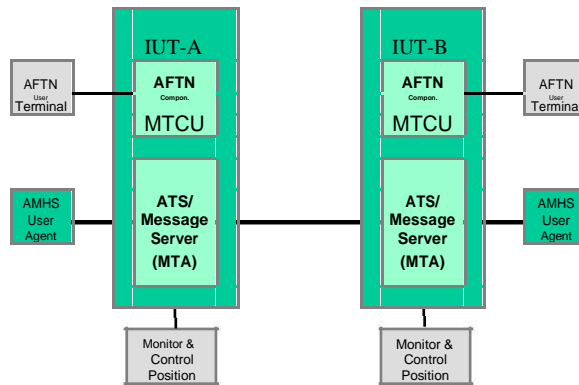 IUT-A
IUT-B
AFTN
User
Terminal
AFTN
Compon.
MTCU
AFTN
Compon.
MTCU
AFTN
User
Termina
AMHS
User
Agent
ATS/
Message
Server
(MTA)
ATS/
Message
Server
(MTA)
AMHS
User
Agent
Monitor &
Control
Position
Monitor &
Control
Position